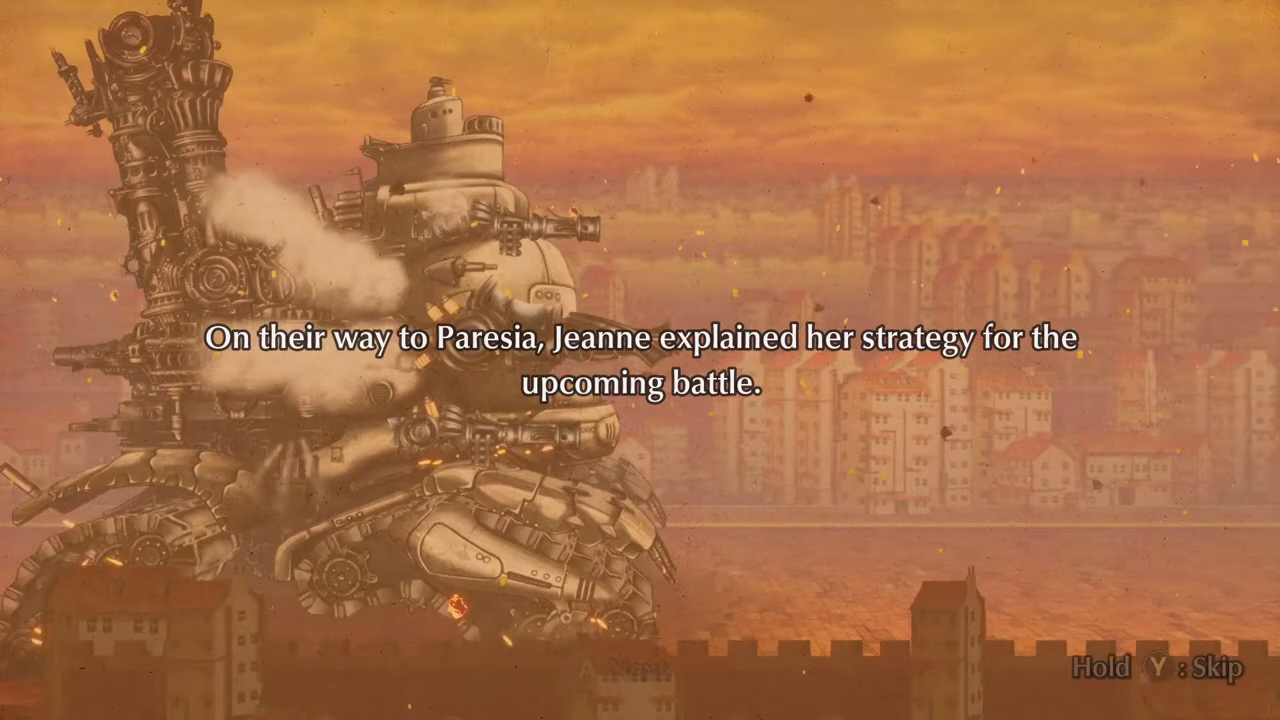 On their way to Paresia, Jeanne explained her strategy for the
upcoming battle.
Hold Y : Skip